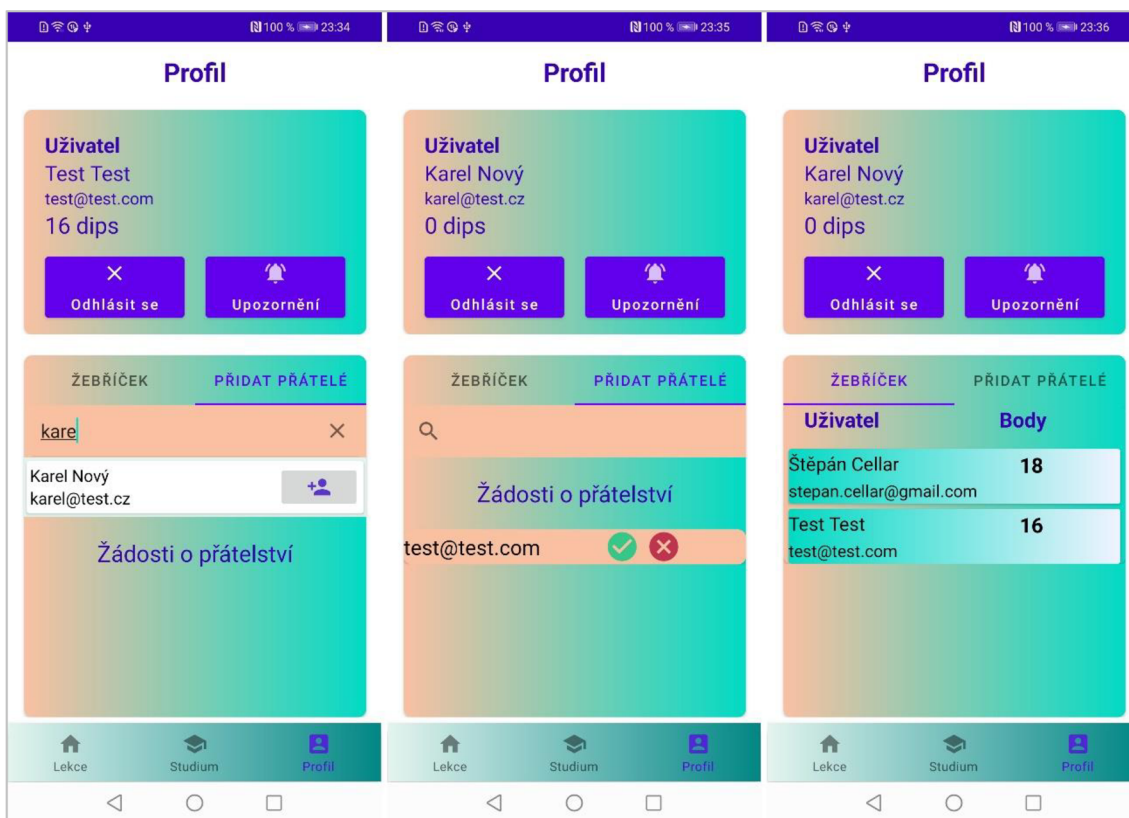 100 % 23:34
Profil
Uživatel
Test Test
test@test.com
16 dips
Odhlásit se Upozornění
ŽEBŘÍČEK PŘIDAT PŘÁTELÉ
kare
Karel Nový
karel@test.cz
Žádosti o přátelství
Lekce Studium Profil
100 % 23:35
Profil
Uživatel
Karel Nový
karel@test.cz
0 dips
Odhlásit se Upozornění
ŽEBŘÍČEK PŘIDAT PŘÁTELÉ
Žádosti o přátelství
test@test.com
Lekce Studium Profil
100 % 23:36
Profil
Uživatel
Karel Nový
karel@test.cz
0 dips
Odhlásit se Upozornění
ŽEBŘÍČEK PŘIDAT PŘÁTELÉ
Uživatel Body
Štěpán Cellar 18
stepan.cellar@gmail.com
Test Test 16
test@test.com
Lekce Studium Profil